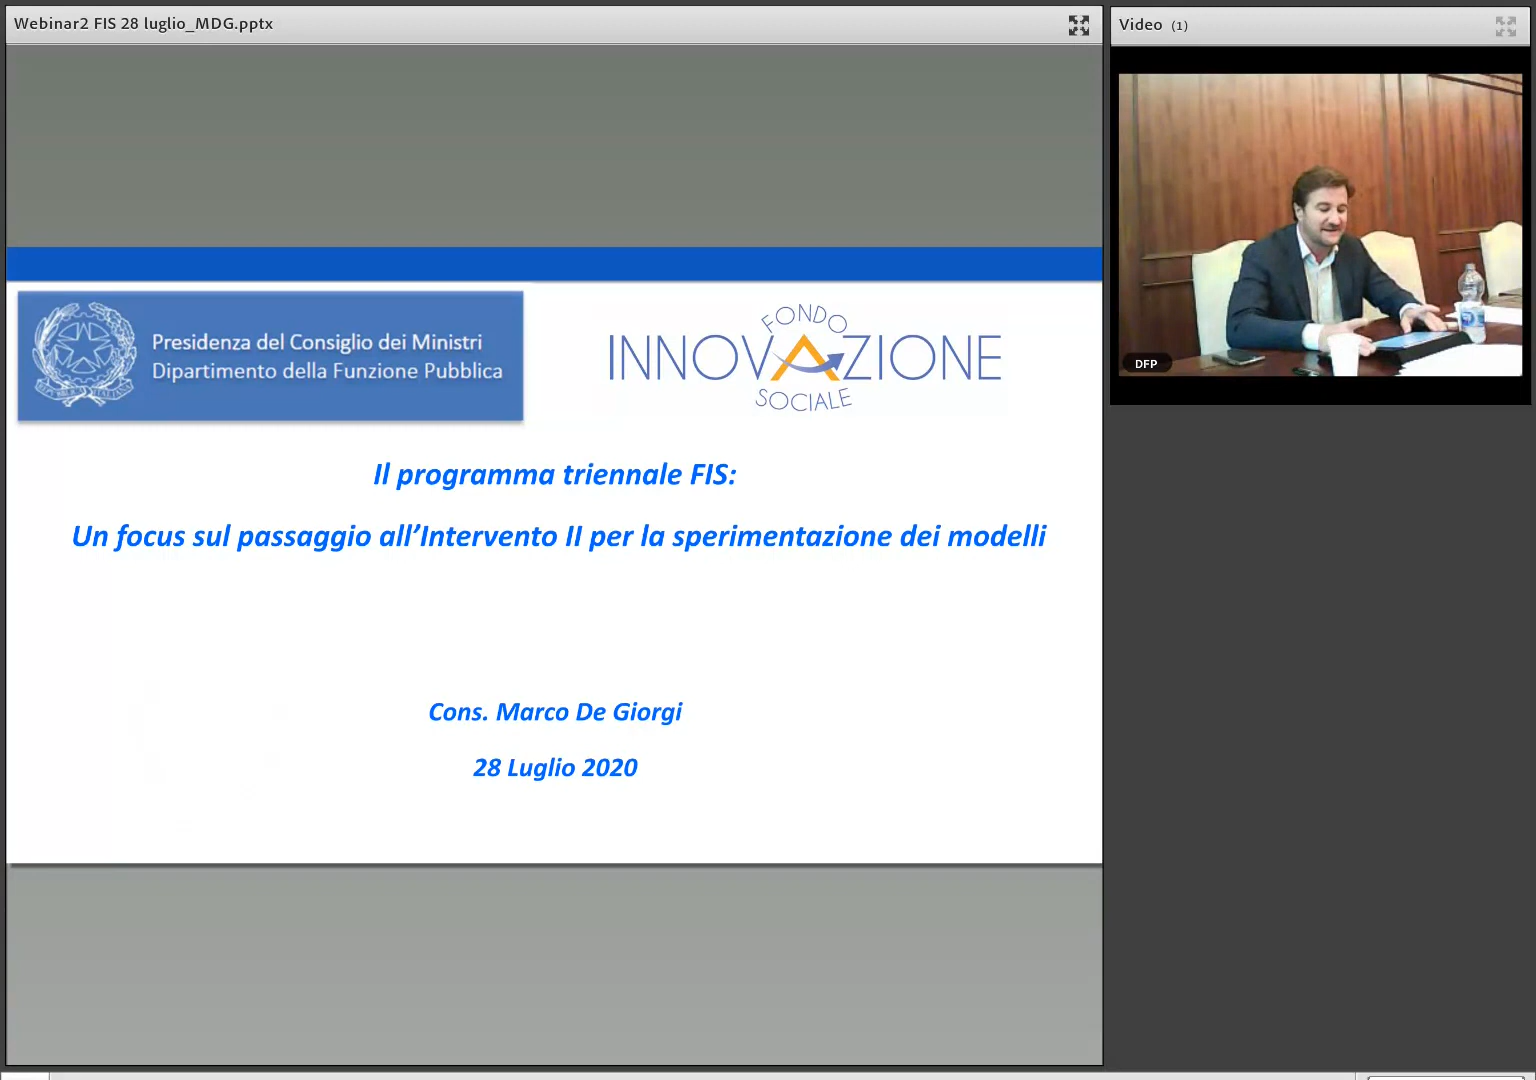 Webinar2 FIS 28 luglio_MDG.pptx
Video (1)
DFP
Presidenza del Consiglio dei Ministri
Dipartimento della Funzione Pubblica
FONDO
INNOVAZIONE
SOCIALE
Il programma triennale FIS:
Un focus sul passaggio all’Intervento II per la sperimentazione dei modelli
Cons. Marco De Giorgi
28 Luglio 2020